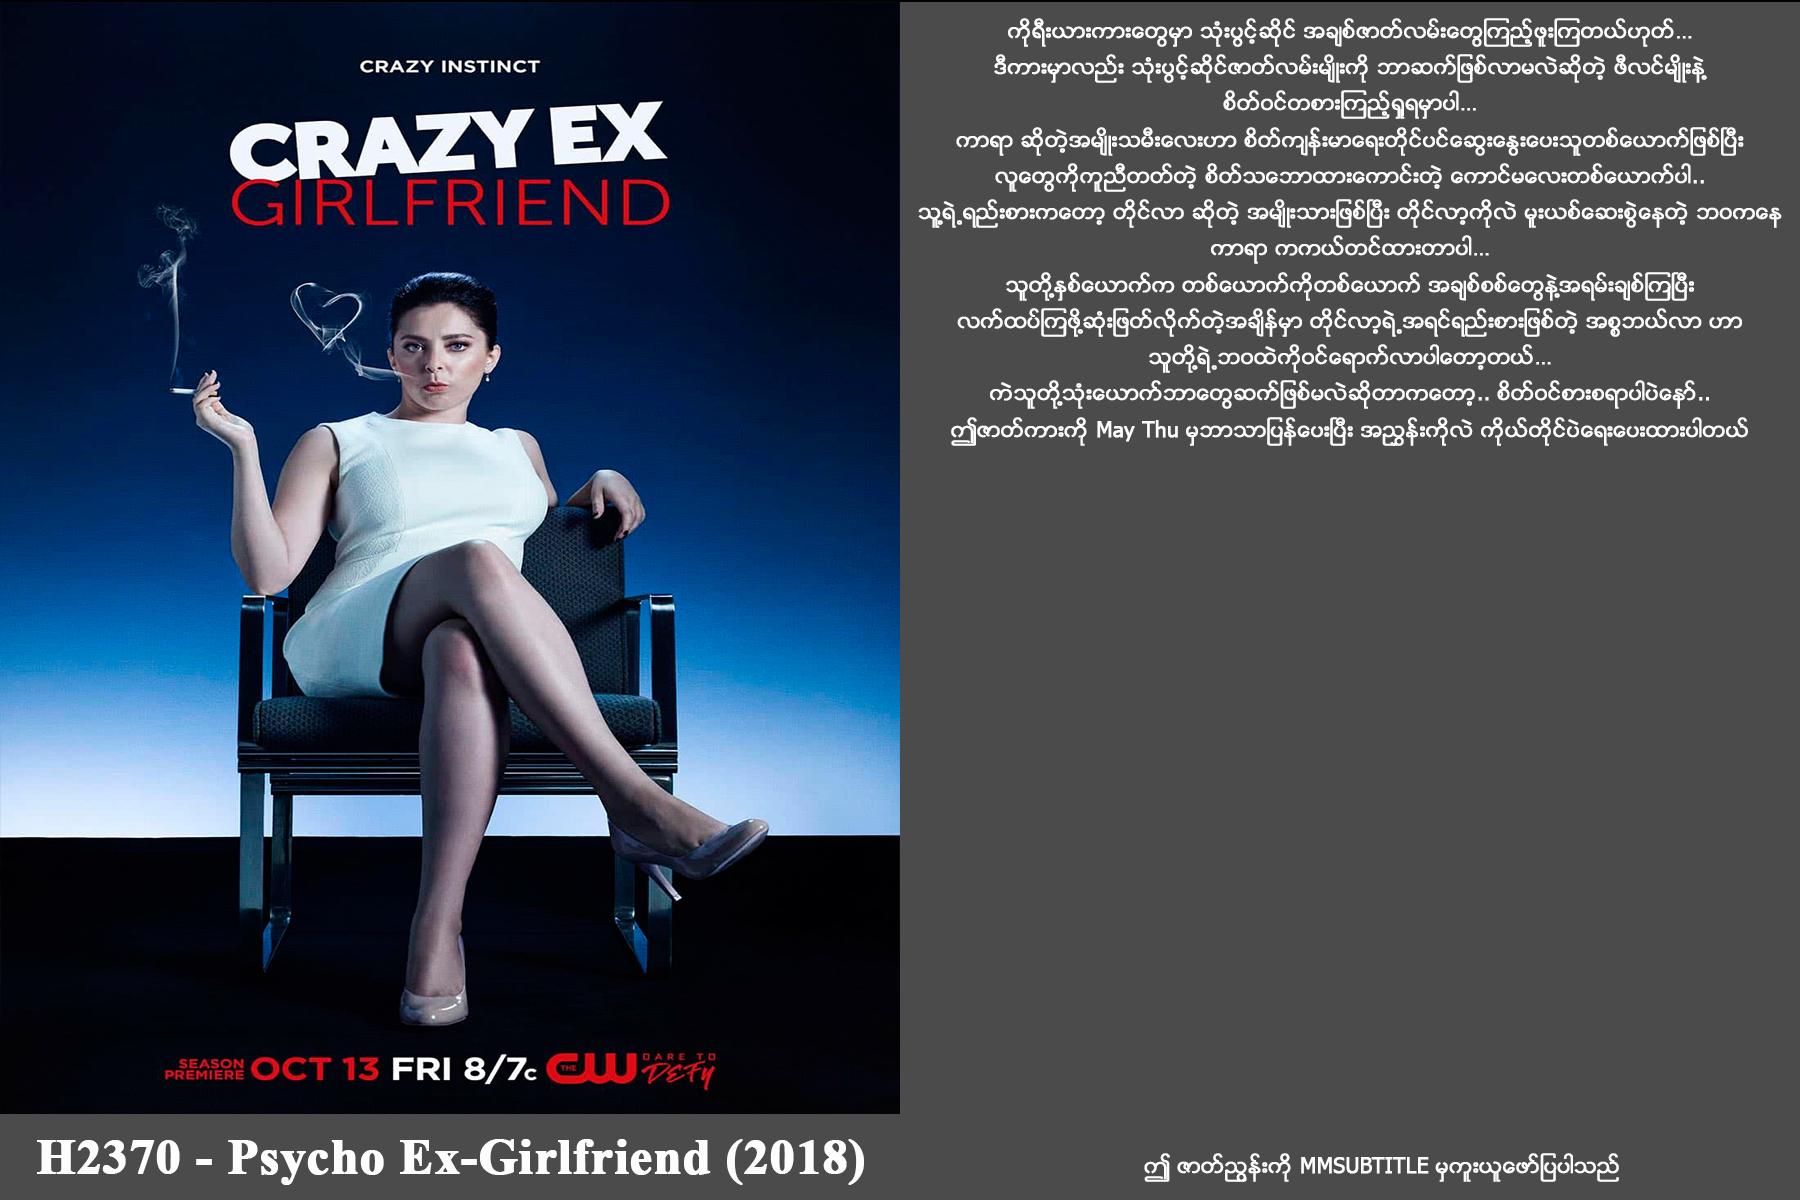 CRAZY INSTINCT
CRAZY EX
GIRLFRIEND
SEASON PREMIERE OCT 13 FRI 8/7c THE CW DARE TO DEFY
H2370 - Psycho Ex-Girlfriend (2018)
ကိုရီးယားကားတွေမှာ သုံးပွင့်ဆိုင် အချစ်ဇာတ်လမ်းတွေကြည့်ဖူးကြတယ်ဟုတ်...
ဒီကားမှာလည်း သုံးပွင့်ဆိုင်ဇာတ်လမ်းမျိုးကို ဘာဆက်ဖြစ်လာမလဲဆိုတဲ့ ဖီလင်မျိုးနဲ့
စိတ်ဝင်တစားကြည့်ရှုရမှာပါ...
ကာရာ ဆိုတဲ့အမျိုးသမီးလေးဟာ စိတ်ကျန်းမာရေးတိုင်ပင်ဆွေးနွေးပေးသူတစ်ယောက်ဖြစ်ပြီး
လူတွေကိုကူညီတတ်တဲ့ စိတ်သဘောထားကောင်းတဲ့ ကောင်မလေးတစ်ယောက်ပါ..
သူ့ရဲ့ရည်းစားကတော့ တိုင်လာ ဆိုတဲ့ အမျိုးသားဖြစ်ပြီး တိုင်လာ့ကိုလဲ မူးယစ်ဆေးစွဲနေတဲ့ ဘဝကနေ
ကာရာ ကကယ်တင်ထားတာပါ...
သူတို့နှစ်ယောက်က တစ်ယောက်ကိုတစ်ယောက် အချစ်စစ်တွေနဲ့အရမ်းချစ်ကြပြီး
လက်ထပ်ကြဖို့ဆုံးဖြတ်လိုက်တဲ့အချိန်မှာ တိုင်လာ့ရဲ့အရင်ရည်းစားဖြစ်တဲ့ အစ္စဘယ်လာ ဟာ
သူတို့ရဲ့ဘဝထဲကိုဝင်ရောက်လာပါတော့တယ်...
ကဲသူတို့သုံးယောက်ဘာတွေဆက်ဖြစ်မလဲဆိုတာကတော့.. စိတ်ဝင်စားစရာပါပဲနော်..
ဤဇာတ်ကားကို May Thu မှဘာသာပြန်ပေးပြီး အညွှန်းကိုလဲ ကိုယ်တိုင်ပဲရေးပေးထားပါတယ်
ဤ ဇာတ်ညွှန်းကို MMSUBTITLE မှကူးယူဖော်ပြပါသည်